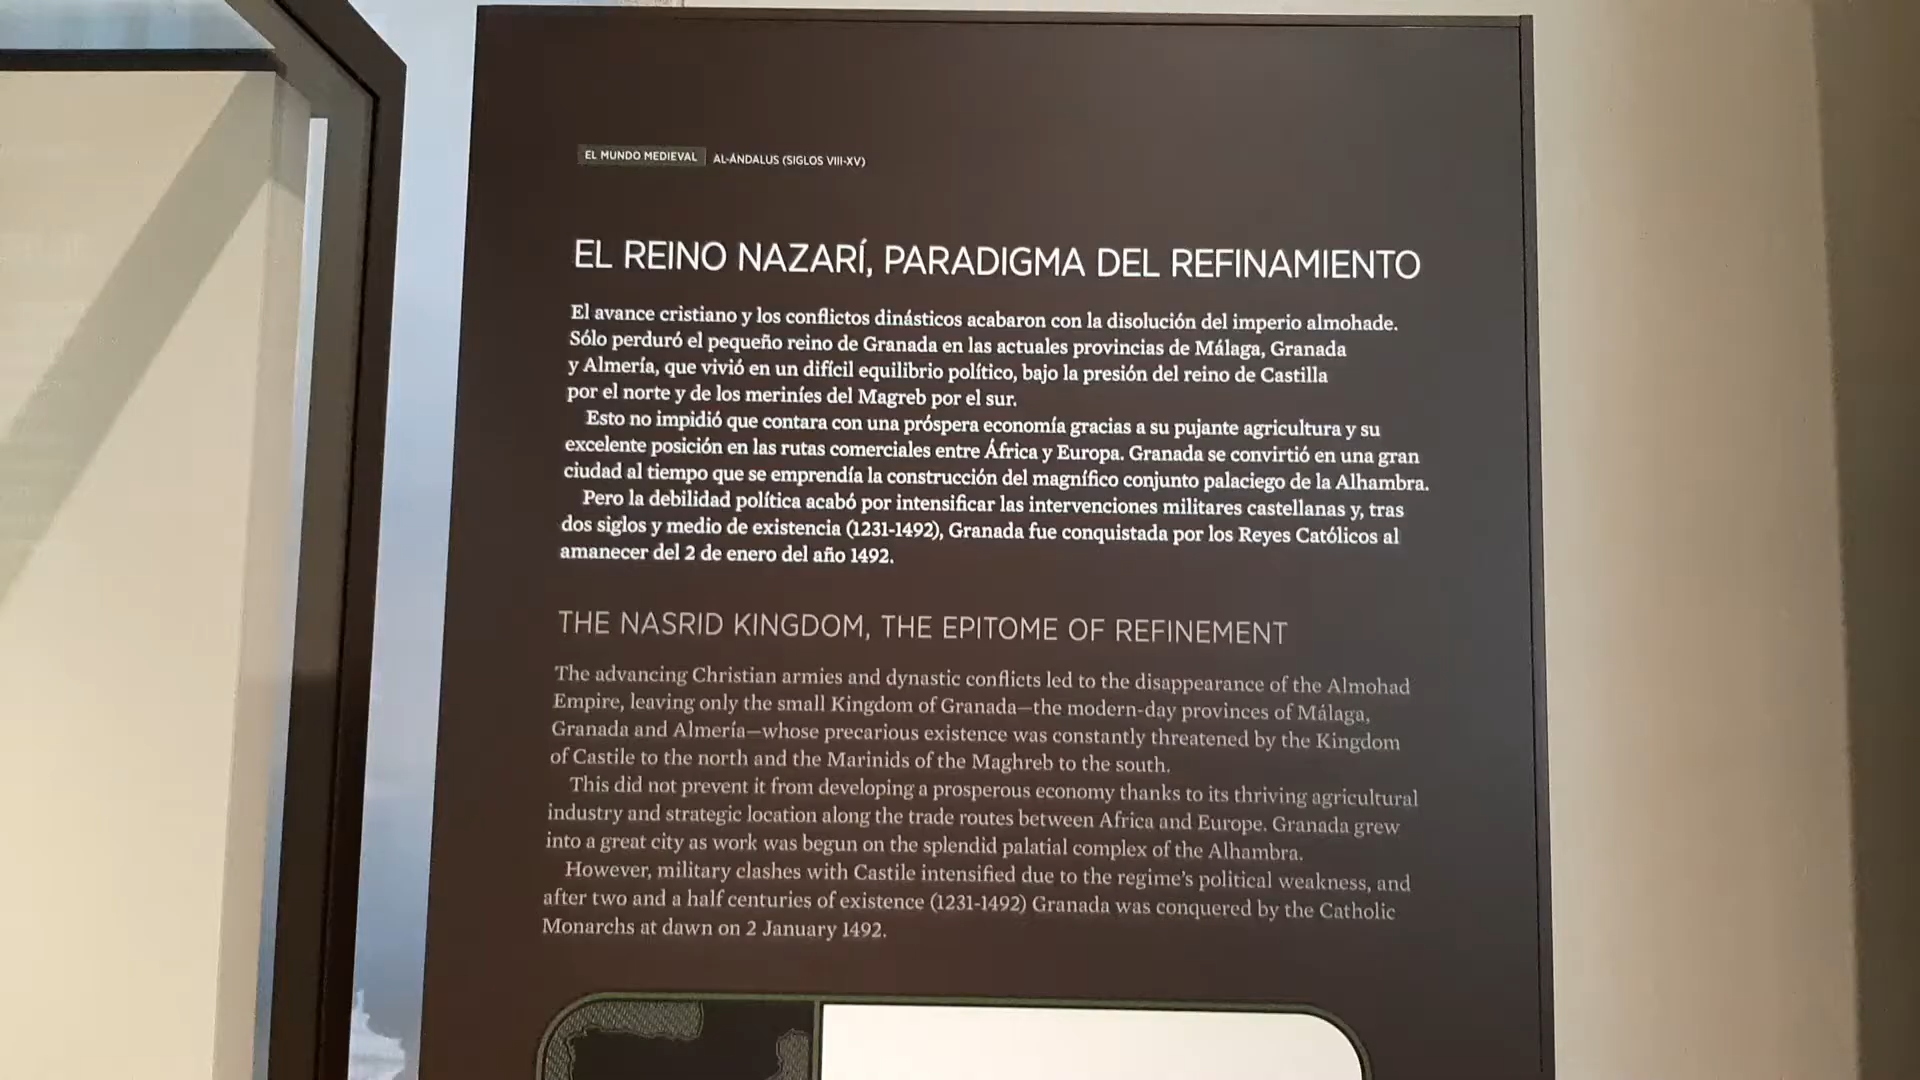 EL MUNDO MEDIEVAL AL-ÁNDALUS (SIGLOS VIII-XV)
EL REINO NAZARÍ, PARADIGMA DEL REFINAMIENTO
El avance cristiano y los conflictos dinásticos acabaron con la disolución del imperio almohade.
Sólo perduró el pequeño reino de Granada en las actuales provincias de Málaga, Granada
y Almería, que vivió en un difícil equilibrio político, bajo la presión del reino de Castilla
por el norte y de los meriníes del Magreb por el sur.
Esto no impidió que contara con una próspera economía gracias a su pujante agricultura y su
excelente posición en las rutas comerciales entre África y Europa. Granada se convirtió en una gran
ciudad al tiempo que se emprendía la construcción del magnífico conjunto palaciego de la Alhambra.
Pero la debilidad política acabó por intensificar las intervenciones militares castellanas y, tras
dos siglos y medio de existencia (1231-1492), Granada fue conquistada por los Reyes Católicos al
amanecer del 2 de enero del año 1492.
THE NASRID KINGDOM, THE EPITOME OF REFINEMENT
The advancing Christian armies and dynastic conflicts led to the disappearance of the Almohad
Empire, leaving only the small Kingdom of Granada—the modern-day provinces of Málaga,
Granada and Almería—whose precarious existence was constantly threatened by the Kingdom
of Castile to the north and the Marinids of the Maghreb to the south.
This did not prevent it from developing a prosperous economy thanks to its thriving agricultural
industry and strategic location along the trade routes between Africa and Europe. Granada grew
into a great city as work was begun on the splendid palatial complex of the Alhambra.
However, military clashes with Castile intensified due to the regime's political weakness, and
after two and a half centuries of existence (1231-1492) Granada was conquered by the Catholic
Monarchs at dawn on 2 January 1492.